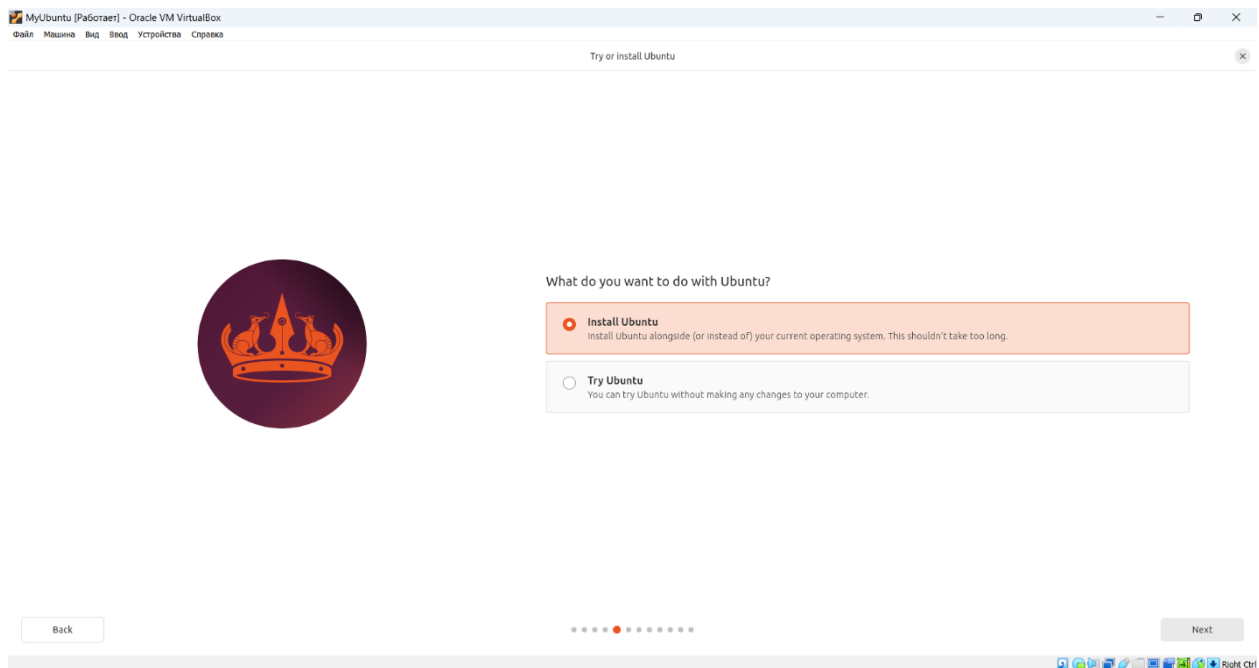 MyUbuntu [Работает] - Oracle VM VirtualBox
Файл Машина Вид Ввод Устройства Справка
Try or install Ubuntu
What do you want to do with Ubuntu?
Install Ubuntu
Install Ubuntu alongside (or instead of) your current operating system. This shouldn't take too long.
Try Ubuntu
You can try Ubuntu without making any changes to your computer.
Back
Next
Right Ctrl